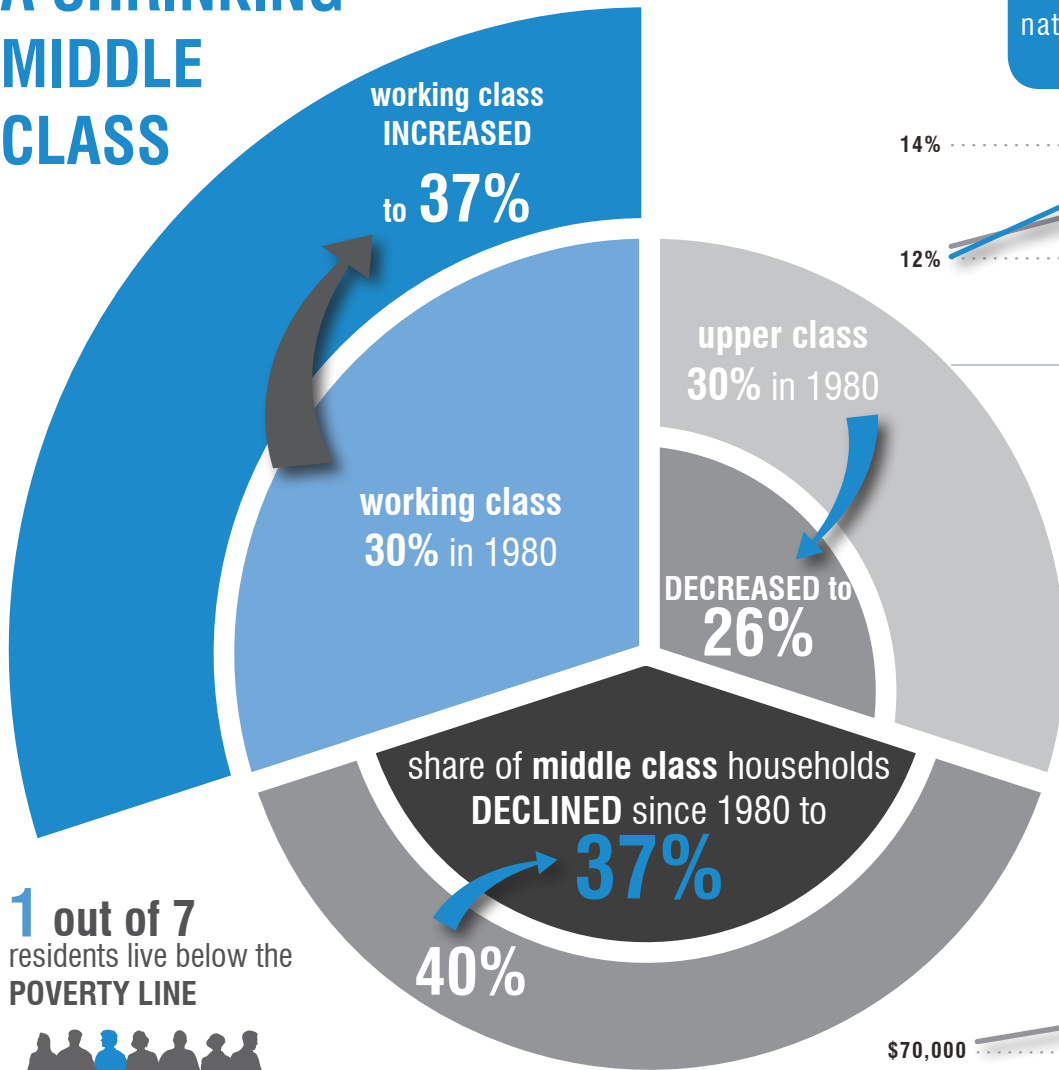 A SHRINKING
MIDDLE
CLASS
working class
INCREASED
to 37%
working class
30% in 1980
upper class
30% in 1980
DECREASED to
26%
share of middle class households
DECLINED since 1980 to
37%
40%
1 out of 7
residents live below the
POVERTY LINE
14%
12%
$70,000